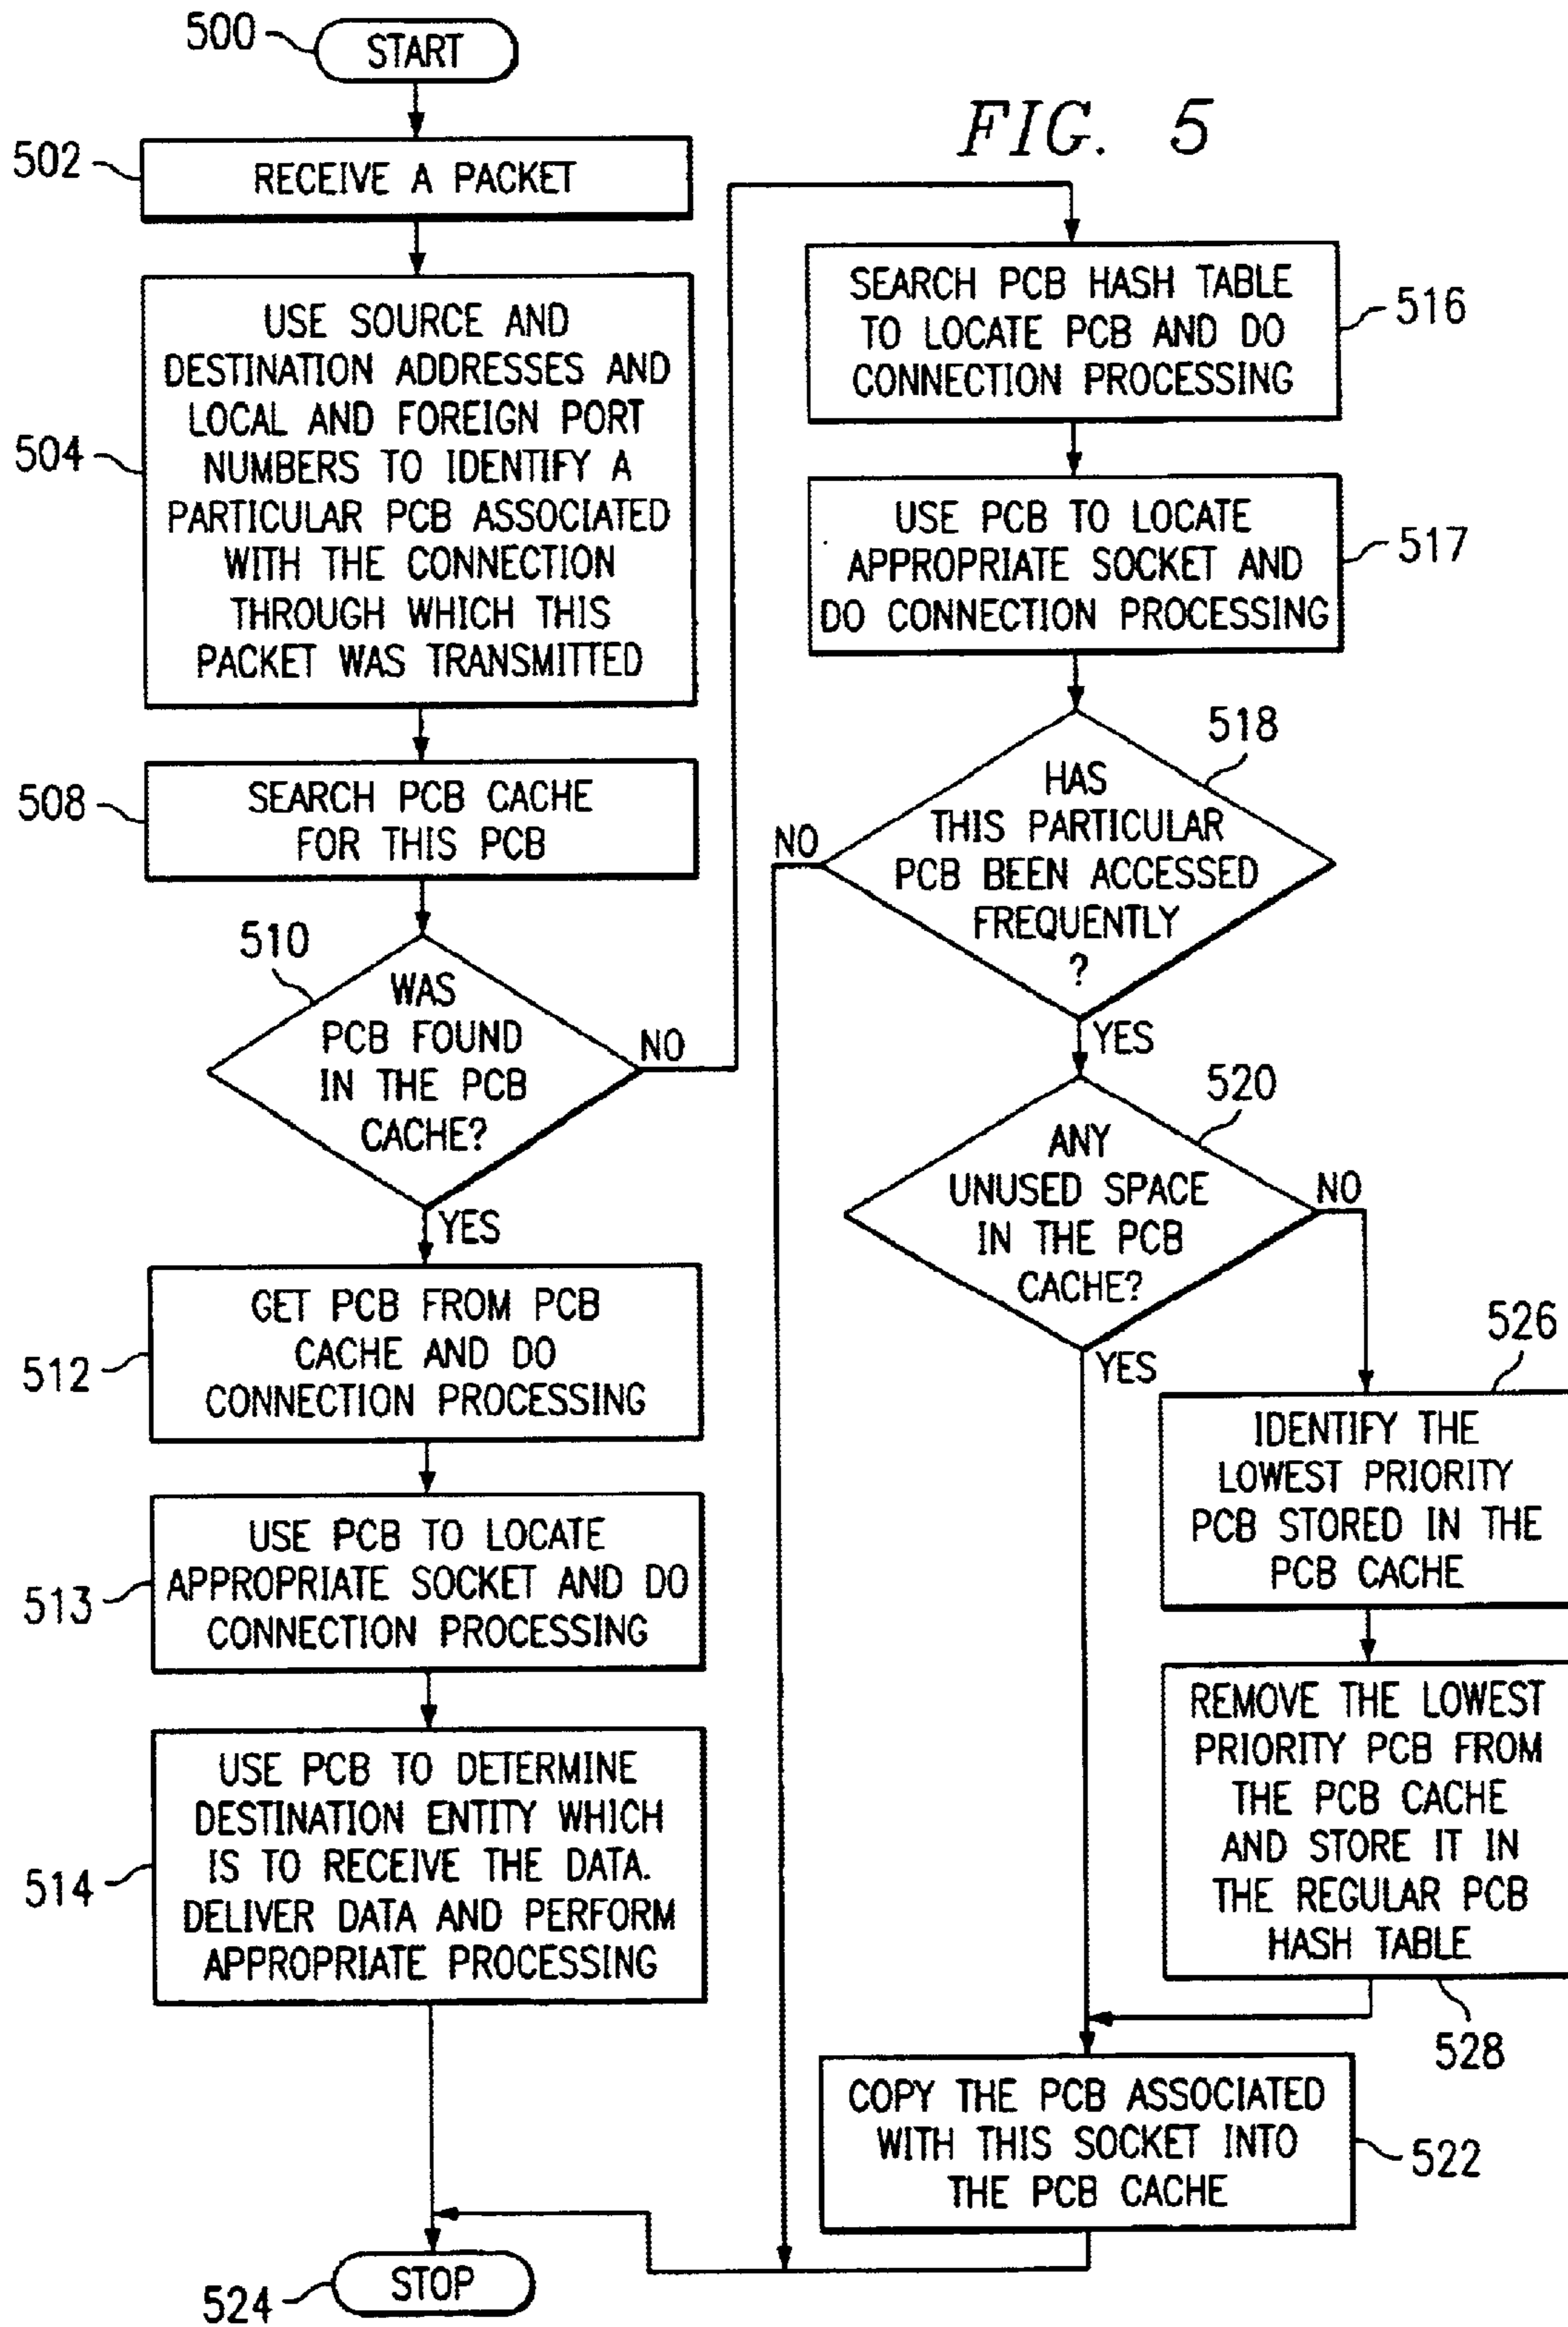 FIG. 5
500
START
502
RECEIVE A PACKET
504
USE SOURCE AND
DESTINATION ADDRESSES AND
LOCAL AND FOREIGN PORT
NUMBERS TO IDENTIFY A
PARTICULAR PCB ASSOCIATED
WITH THE CONNECTION
THROUGH WHICH THIS
PACKET WAS TRANSMITTED
508
SEARCH PCB CACHE
FOR THIS PCB
510
WAS
PCB FOUND
IN THE PCB
CACHE?
NO
YES
512
GET PCB FROM PCB
CACHE AND DO
CONNECTION PROCESSING
513
USE PCB TO LOCATE
APPROPRIATE SOCKET AND DO
CONNECTION PROCESSING
514
USE PCB TO DETERMINE
DESTINATION ENTITY WHICH
IS TO RECEIVE THE DATA.
DELIVER DATA AND PERFORM
APPROPRIATE PROCESSING
524
STOP
SEARCH PCB HASH TABLE
TO LOCATE PCB AND DO
CONNECTION PROCESSING
516
USE PCB TO LOCATE
APPROPRIATE SOCKET AND
DO CONNECTION PROCESSING
517
518
HAS
THIS PARTICULAR
PCB BEEN ACCESSED
FREQUENTLY
?
NO
YES
520
ANY
UNUSED SPACE
IN THE PCB
CACHE?
NO
YES
526
IDENTIFY THE
LOWEST PRIORITY
PCB STORED IN THE
PCB CACHE
REMOVE THE LOWEST
PRIORITY PCB FROM
THE PCB CACHE
AND STORE IT IN
THE REGULAR PCB
HASH TABLE
528
COPY THE PCB ASSOCIATED
WITH THIS SOCKET INTO
THE PCB CACHE
522